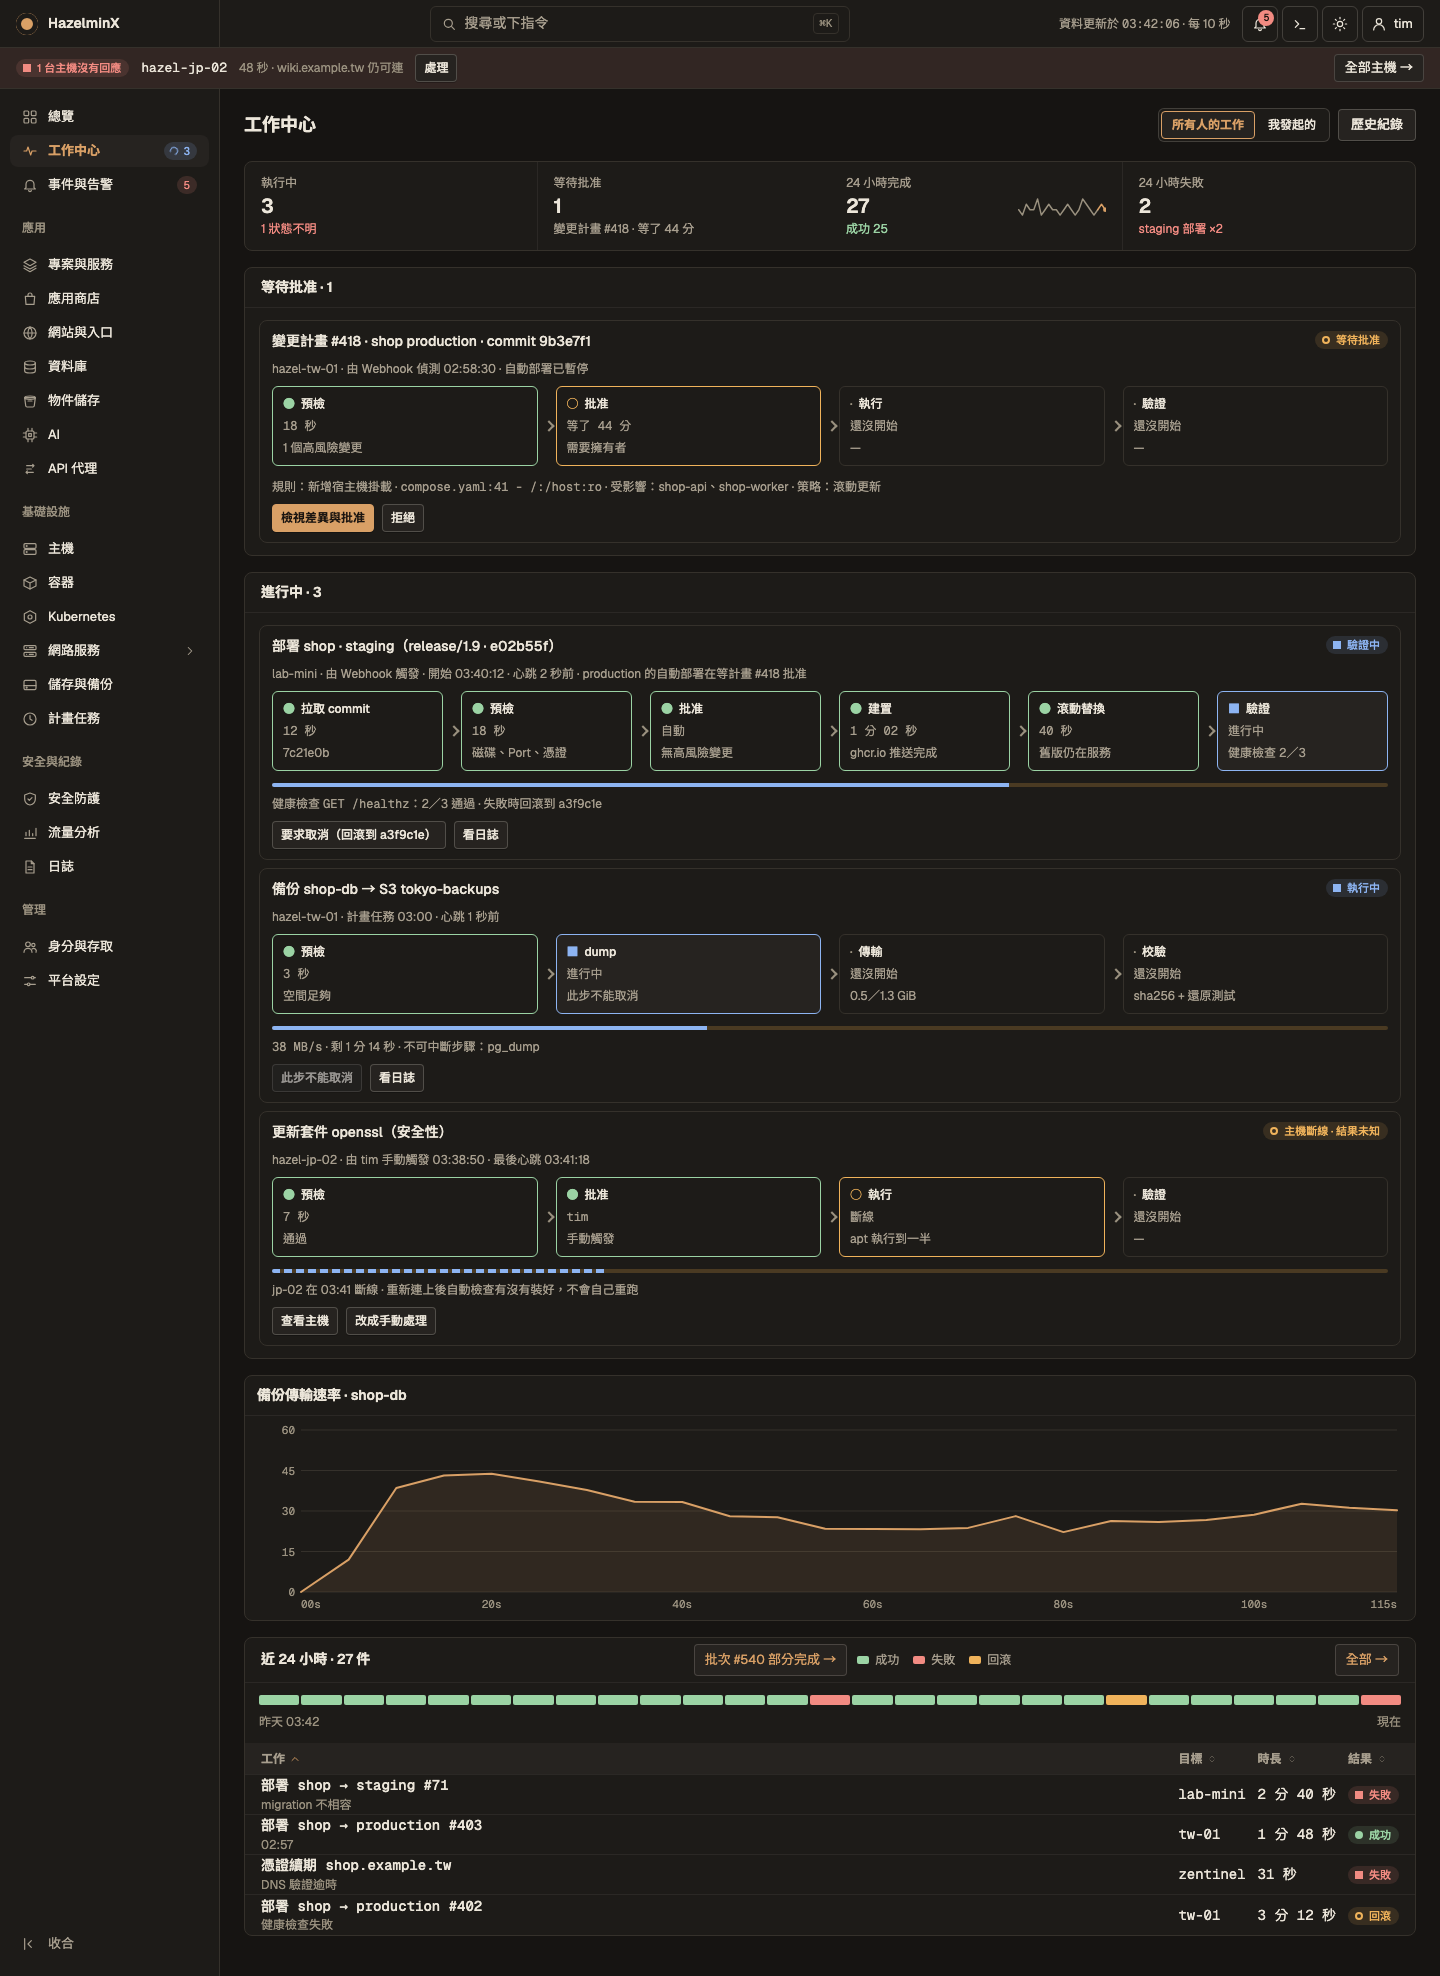 HazelminX
搜尋或下指令
⌘K
資料更新於 03:42:06 · 每 10 秒
5
tim
1 台主機沒有回應
hazel-jp-02
48 秒 · wiki.example.tw 仍可連
處理
全部主機 →
總覽
工作中心
3
事件與告警
5
應用
專案與服務
應用商店
網站與入口
資料庫
物件儲存
AI
API 代理
基礎設施
主機
容器
Kubernetes
網路服務
儲存與備份
計畫任務
安全與紀錄
安全防護
流量分析
日誌
管理
身分與存取
平台設定
收合
工作中心
所有人的工作
我發起的
歷史紀錄
執行中
3
1 狀態不明
等待批准
1
變更計畫 #418 · 等了 44 分
24 小時完成
27
成功 25
24 小時失敗
2
staging 部署 ×2
等待批准 · 1
變更計畫 #418 · shop production · commit 9b3e7f1
等待批准
hazel-tw-01 · 由 Webhook 偵測 02:58:30 · 自動部署已暫停
預檢
18 秒
1 個高風險變更
批准
等了 44 分
需要擁有者
· 執行
還沒開始
—
· 驗證
還沒開始
—
規則：新增宿主機掛載 · compose.yaml:41 - /:/host:ro · 受影響：shop-api、shop-worker · 策略：滾動更新
檢視差異與批准
拒絕
進行中 · 3
部署 shop · staging（release/1.9 · e02b55f）
驗證中
lab-mini · 由 Webhook 觸發 · 開始 03:40:12 · 心跳 2 秒前 · production 的自動部署在等計畫 #418 批准
拉取 commit
12 秒
7c21e0b
預檢
18 秒
磁碟、Port、憑證
批准
自動
無高風險變更
建置
1 分 02 秒
ghcr.io 推送完成
滾動替換
40 秒
舊版仍在服務
驗證
進行中
健康檢查 2／3
健康檢查 GET /healthz：2／3 通過 · 失敗時回滾到 a3f9c1e
要求取消（回滾到 a3f9c1e）
看日誌
備份 shop-db → S3 tokyo-backups
執行中
hazel-tw-01 · 計畫任務 03:00 · 心跳 1 秒前
預檢
3 秒
空間足夠
dump
進行中
此步不能取消
· 傳輸
還沒開始
0.5／1.3 GiB
· 校驗
還沒開始
sha256 + 還原測試
38 MB/s · 剩 1 分 14 秒 · 不可中斷步驟：pg_dump
此步不能取消
看日誌
更新套件 openssl（安全性）
主機斷線 · 結果未知
hazel-jp-02 · 由 tim 手動觸發 03:38:50 · 最後心跳 03:41:18
預檢
7 秒
通過
批准
tim
手動觸發
執行
斷線
apt 執行到一半
· 驗證
還沒開始
—
jp-02 在 03:41 斷線 · 重新連上後自動檢查有沒有裝好，不會自己重跑
查看主機
改成手動處理
備份傳輸速率 · shop-db
60
45
30
15
0
00s
20s
40s
60s
80s
100s
115s
近 24 小時 · 27 件
批次 #540 部分完成 →
成功
失敗
回滾
全部 →
昨天 03:42
現在
工作
目標
時長
結果
部署 shop → staging #71
migration 不相容
lab-mini
2 分 40 秒
失敗
部署 shop → production #403
02:57
tw-01
1 分 48 秒
成功
憑證續期 shop.example.tw
DNS 驗證逾時
zentinel
31 秒
失敗
部署 shop → production #402
健康檢查失敗
tw-01
3 分 12 秒
回滾